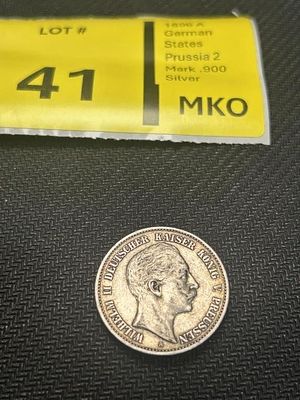 LOT #
41
1896 A
German
States
Prussia 2
Mark .900
Silver
MKO
WILHELM II DEUTSCHER KAISER KÖNIG V. PREUSSEN
A